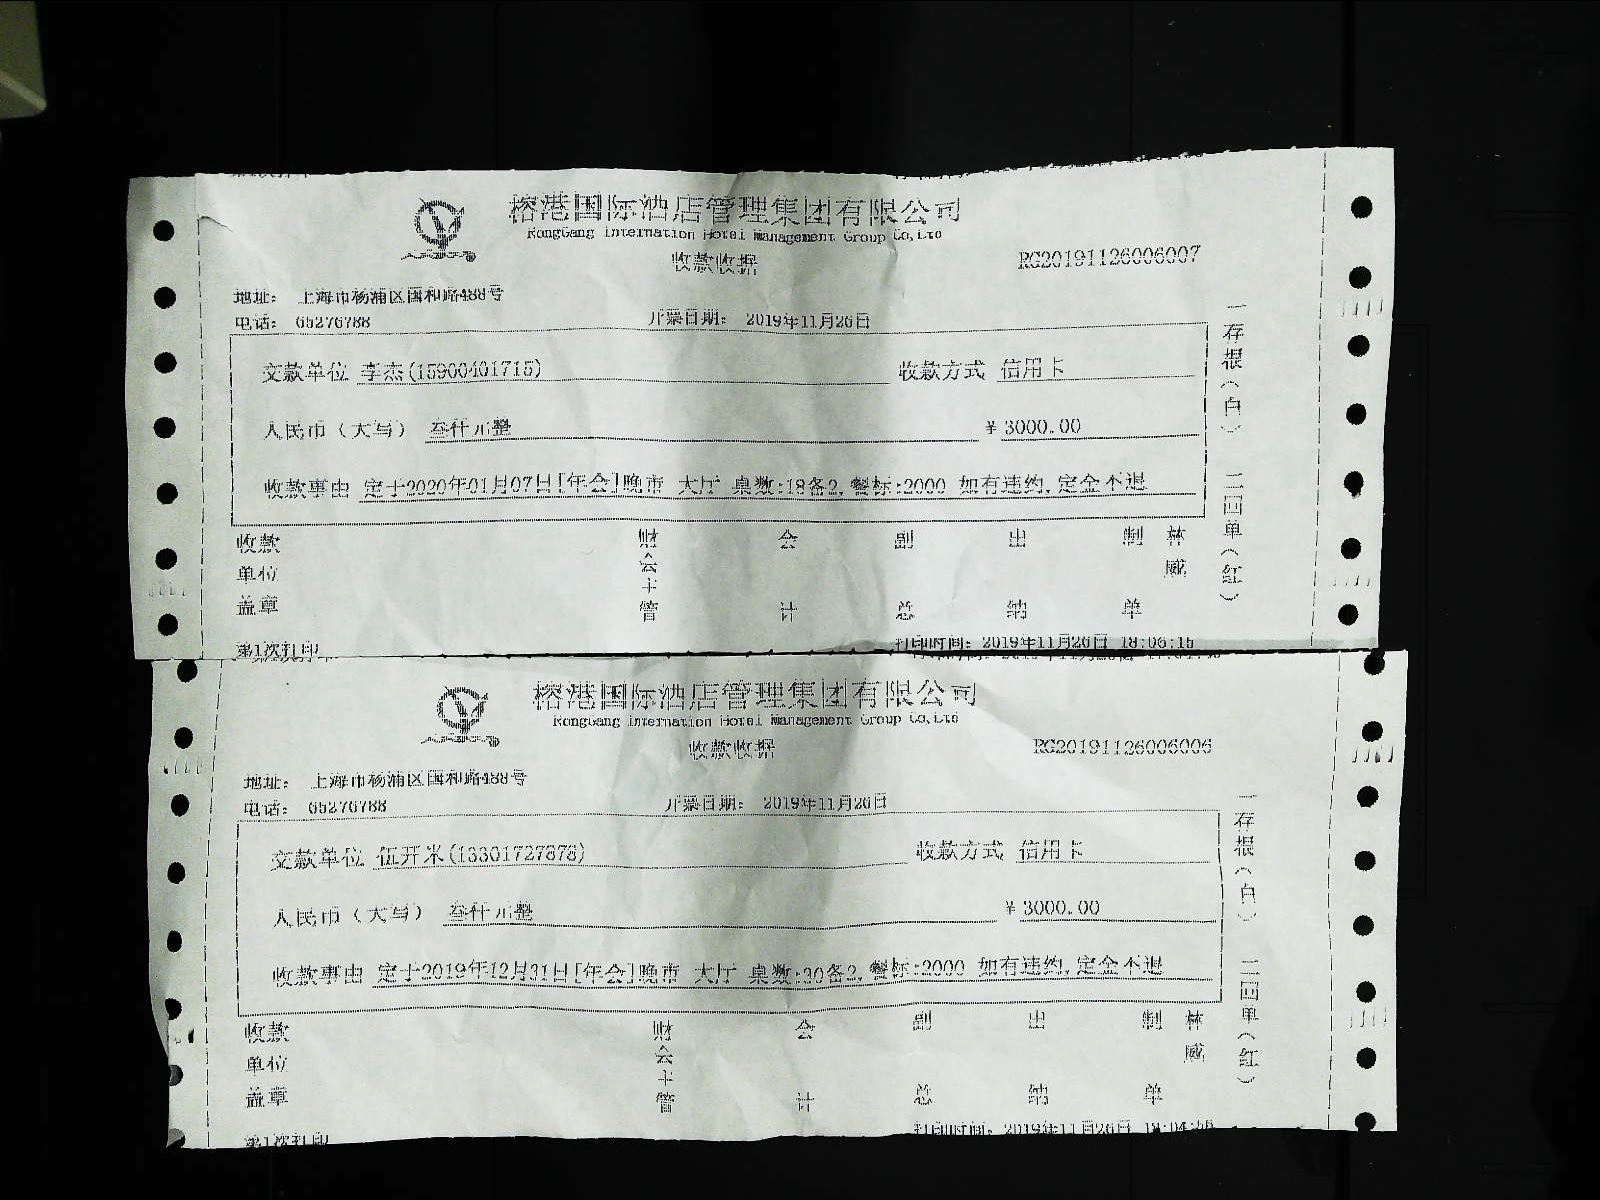 榕港国际酒店管理集团有限公司
RongGang Internation Hotel Management Group Co,Ltd
收款收据
RG20191126006007
地址： 上海市杨浦区国和路488号
电话： 65276788 开票日期： 2019年11月26日
交款单位 李杰(15900401715) 收款方式 信用卡
人民币（大写） 叁仟元整 ¥ 3000.00
收款事由 定于2020年01月07日[年会]晚市 大厅 桌数:18备2, 餐标:2000 如有违约,定金不退
一存根（白） 二回单（红）
收款单位盖章 财会主管 会计 副总 出纳 制单 林威
第1次打印 打印时间： 2019年11月26日 18:06:15
榕港国际酒店管理集团有限公司
RongGang Internation Hotel Management Group Co,Ltd
收款收据
RG20191126006006
地址： 上海市杨浦区国和路488号
电话： 65276788 开票日期： 2019年11月26日
交款单位 伍开米(13301727878) 收款方式 信用卡
人民币（大写） 叁仟元整 ¥ 3000.00
收款事由 定于2019年12月31日[年会]晚市 大厅 桌数:30备2, 餐标:2000 如有违约,定金不退
一存根（白） 二回单（红）
收款单位盖章 财会主管 会计 副总 出纳 制单 林威
第1次打印 打印时间： 2019年11月26日